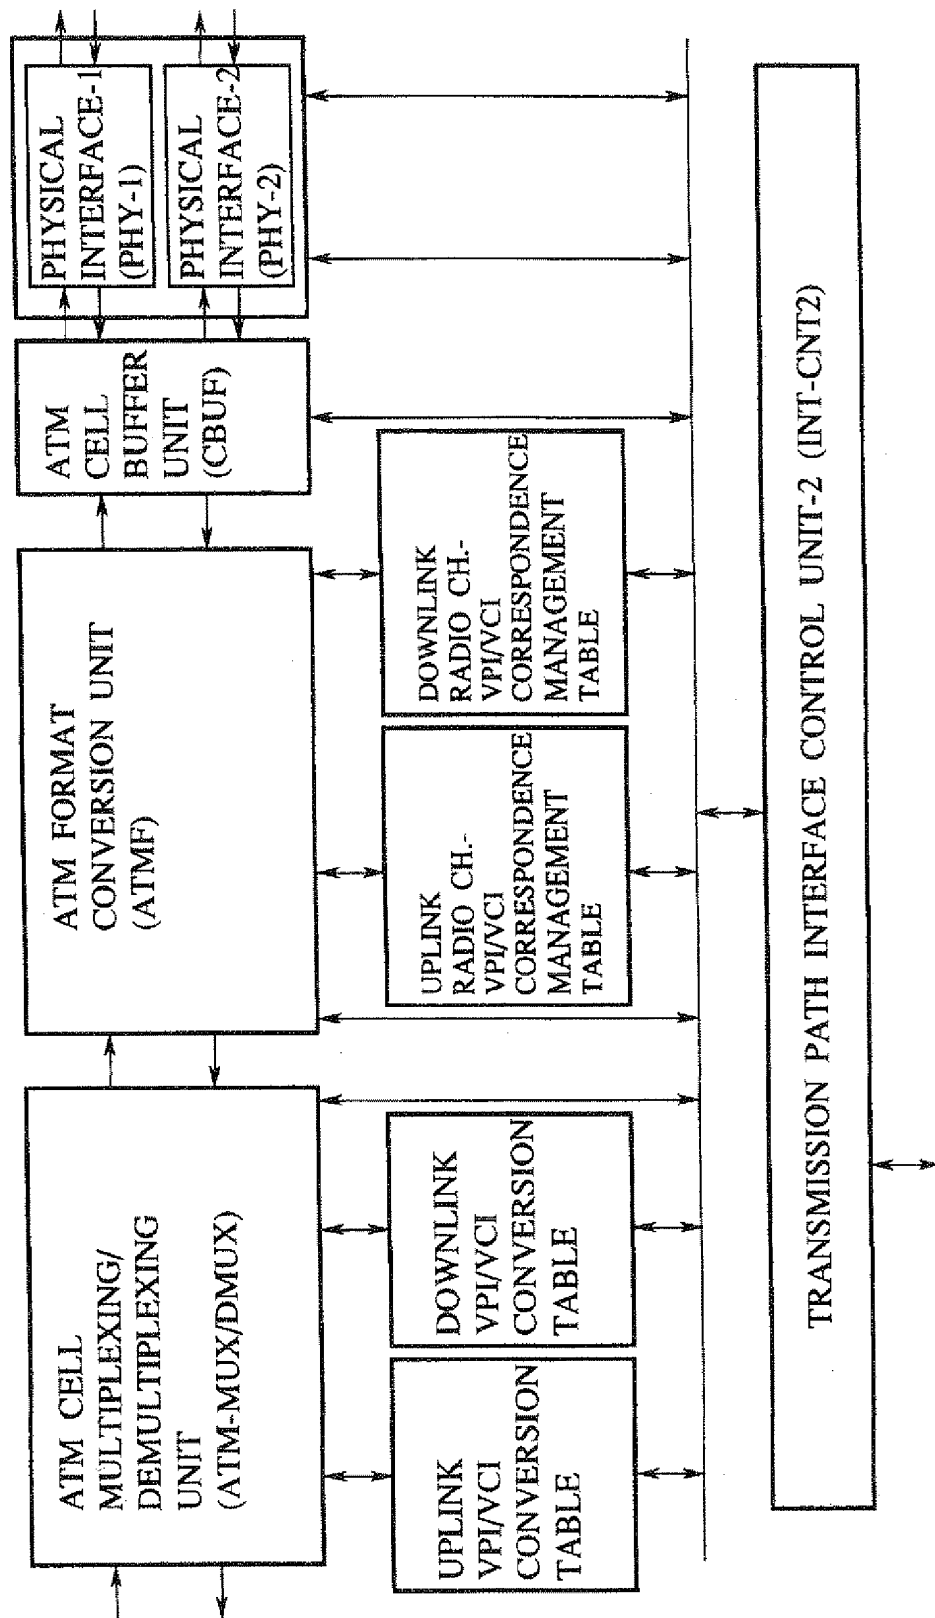 ATM CELL
MULTIPLEXING/
DEMULTIPLEXING
UNIT
(ATM-MUX/DMUX)
ATM FORMAT
CONVERSION UNIT
(ATMF)
ATM
CELL
BUFFER
UNIT
(CBUF)
PHYSICAL
INTERFACE-1
(PHY-1)
PHYSICAL
INTERFACE-2
(PHY-2)
UPLINK
VPI/VCI
CONVERSION
TABLE
DOWNLINK
VPI/VCI
CONVERSION
TABLE
UPLINK
RADIO CH.-
VPI/VCI
CORRESPONDENCE
MANAGEMENT
TABLE
DOWNLINK
RADIO CH.-
VPI/VCI
CORRESPONDENCE
MANAGEMENT
TABLE
TRANSMISSION PATH INTERFACE CONTROL UNIT-2 (INT-CNT2)